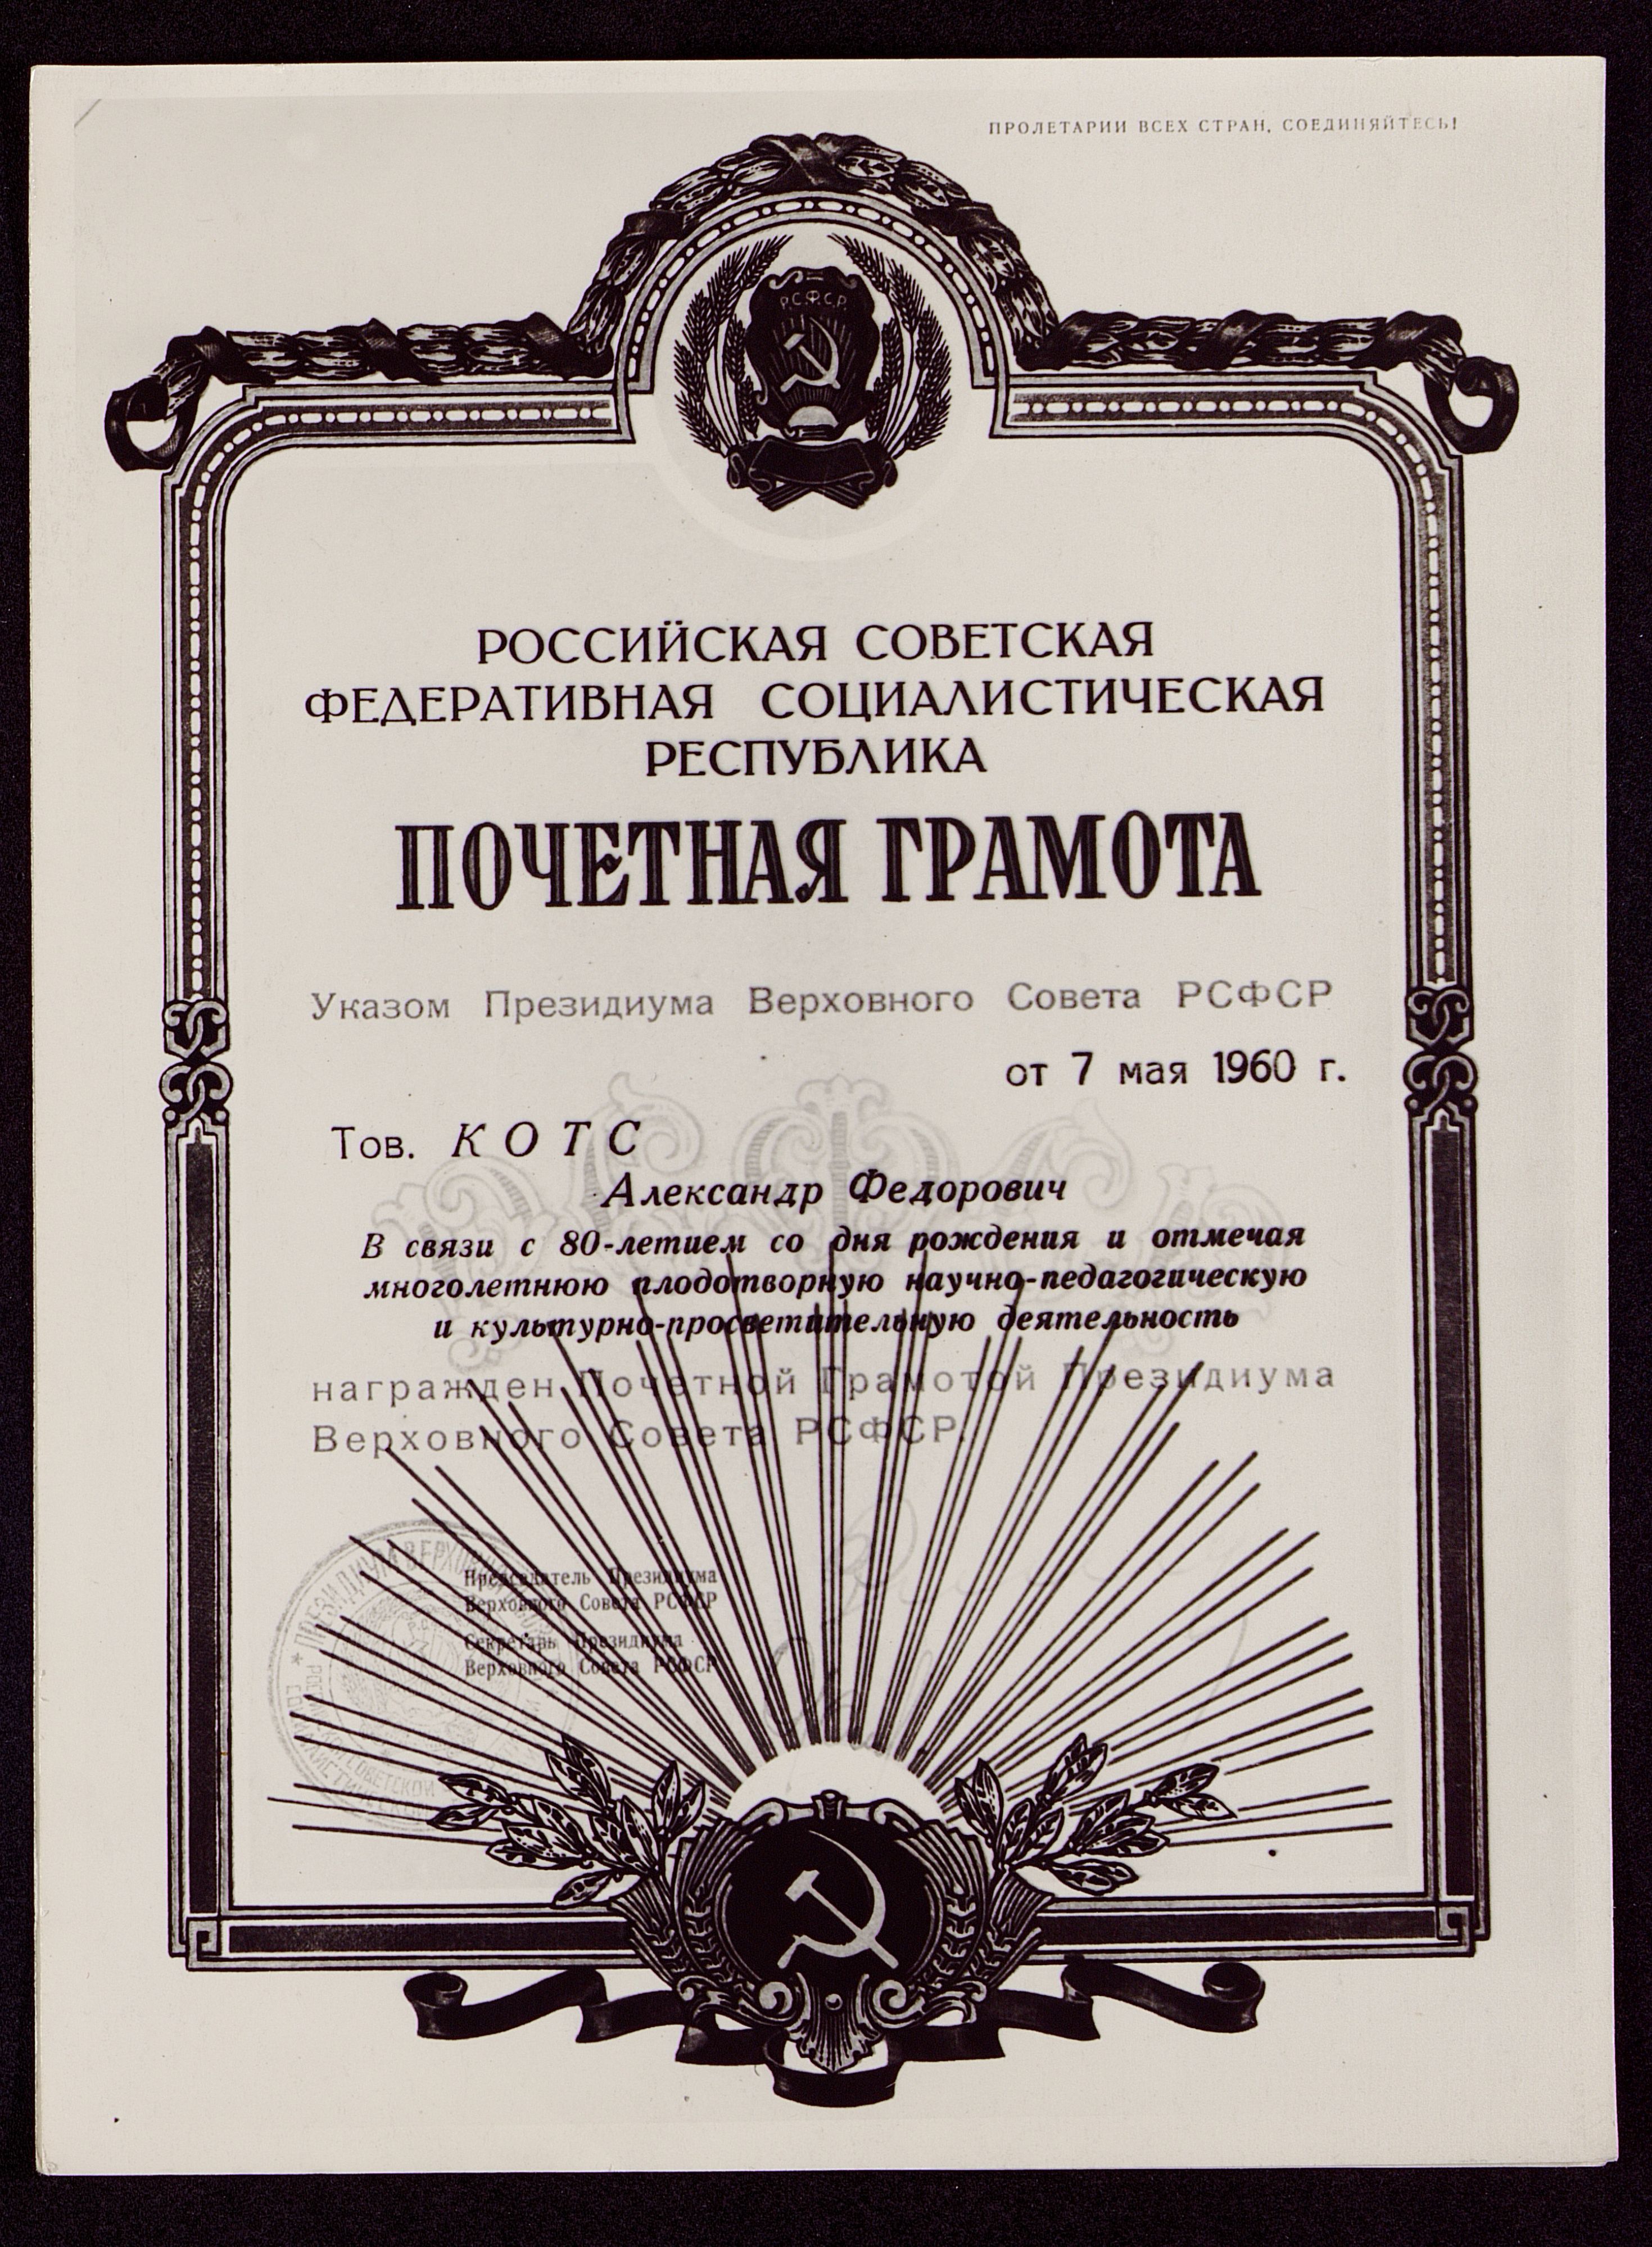 ПРОЛЕТАРИИ ВСЕХ СТРАН, СОЕДИНЯЙТЕСЬ!
Р.С.Ф.С.Р.
РОССИЙСКАЯ СОВЕТСКАЯ
ФЕДЕРАТИВНАЯ СОЦИАЛИСТИЧЕСКАЯ
РЕСПУБЛИКА
ПОЧЕТНАЯ ГРАМОТА
Указом Президиума Верховного Совета РСФСР
от 7 мая 1960 г.
Тов. КОТС
Александр Федорович
В связи с 80-летием со дня рождения и отмечая
многолетнюю плодотворную научно-педагогическую
и культурно-просветительную деятельность
награжден Почетной Грамотой Президиума
Верховного Совета РСФСР.
Председатель Президиума
Верховного Совета РСФСР
Секретарь Президиума
Верховного Совета РСФСР